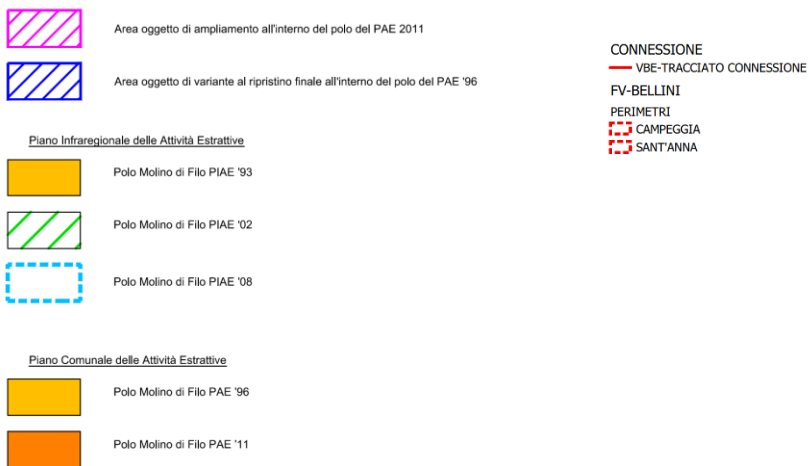 Area oggetto di ampliamento all'interno del polo del PAE 2011
Area oggetto di variante al ripristino finale all'interno del polo del PAE '96
Piano Infraregionale delle Attività Estrattive
Polo Molino di Filo PIAE '93
Polo Molino di Filo PIAE '02
Polo Molino di Filo PIAE '08
Piano Comunale delle Attività Estrattive
Polo Molino di Filo PAE '96
Polo Molino di Filo PAE '11
CONNESSIONE
VBE-TRACCIATO CONNESSIONE
FV-BELLINI
PERIMETRI
CAMPEGGIA
SANT'ANNA